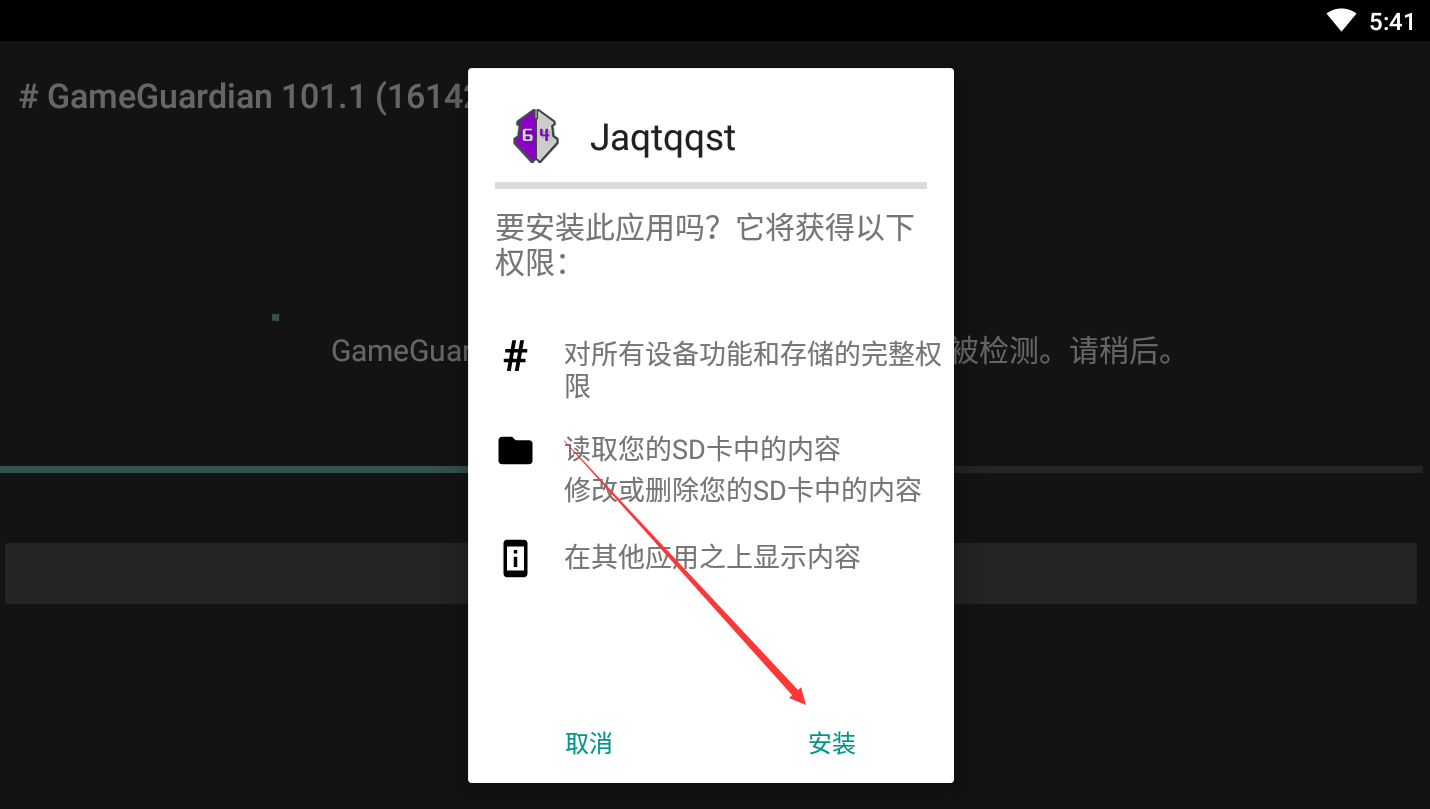 5:41
# GameGuardian 101.1 (1614
64
Jaqtqqst
要安装此应用吗？它将获得以下
权限：
# 对所有设备功能和存储的完整权
限
GameGuar
被检测。请稍后。
读取您的SD卡中的内容
修改或删除您的SD卡中的内容
在其他应用之上显示内容
取消 安装